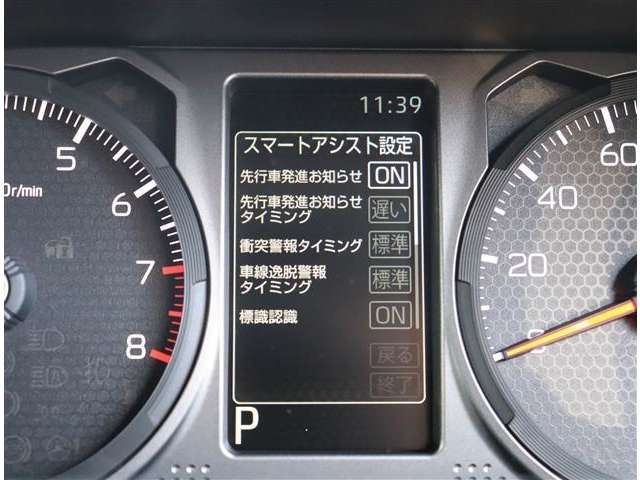 11:39
スマートアシスト設定
先行車発進お知らせ ON
先行車発進お知らせ
タイミング 遅い
衝突警報タイミング 標準
車線逸脱警報
タイミング 標準
標識認識 ON
戻る
終了
P
5
6
7
8
0r/min
60
40
20
0